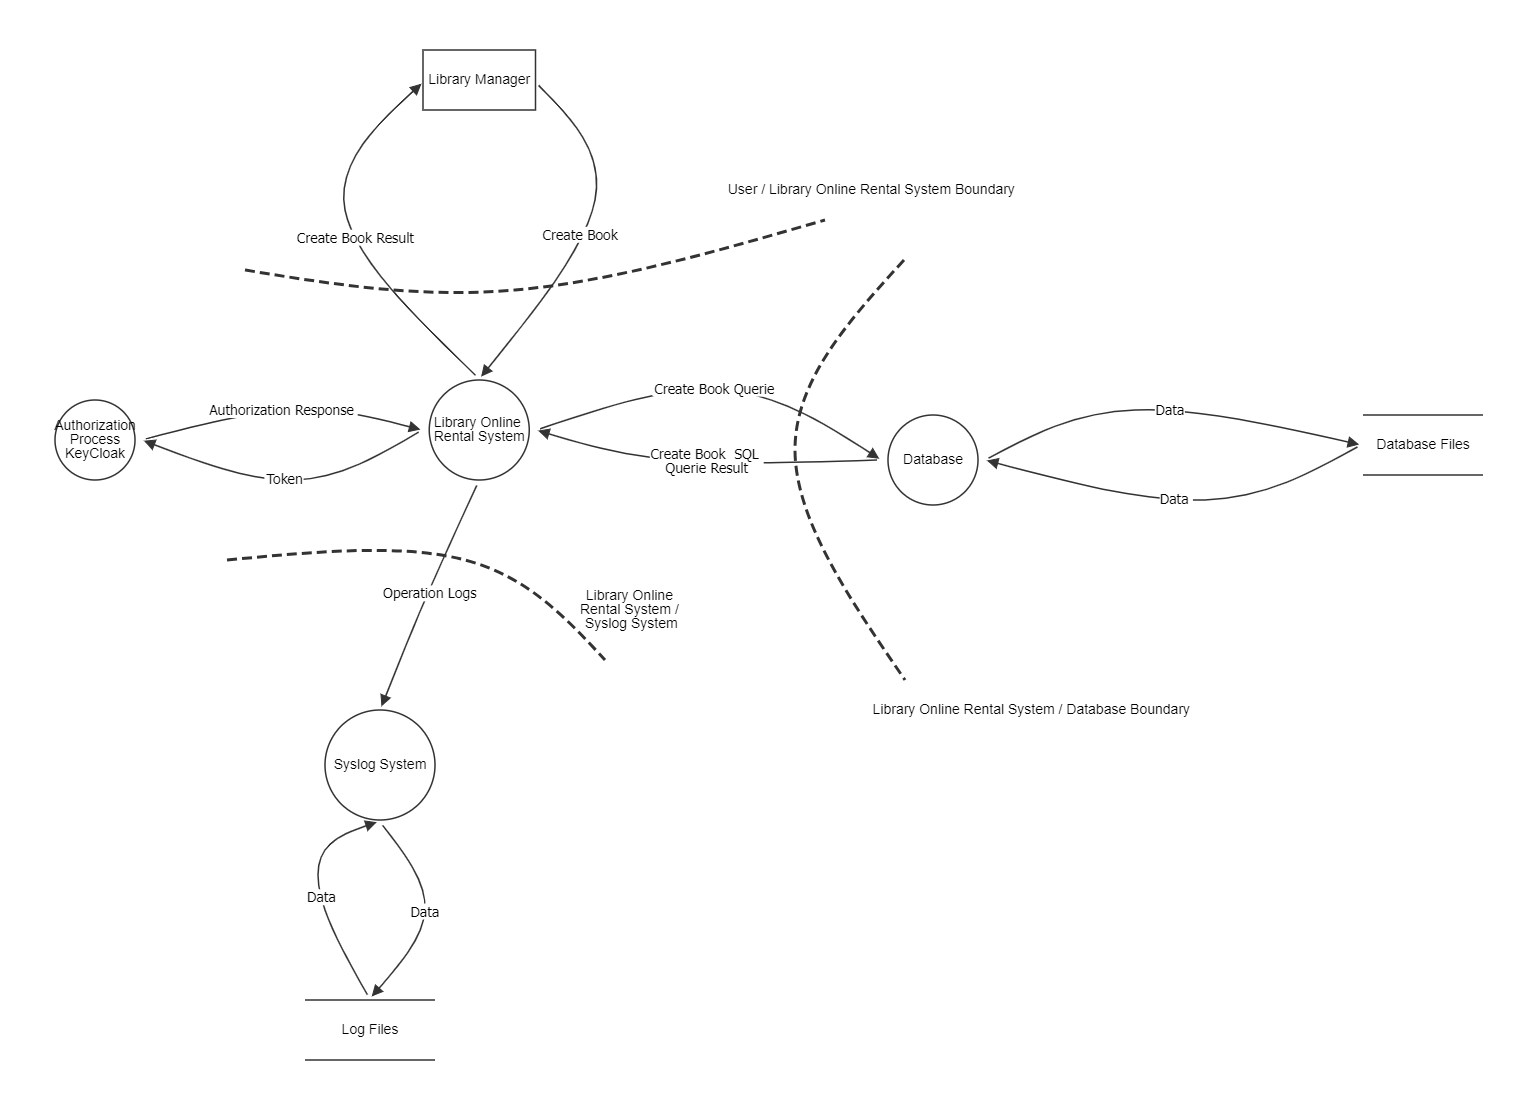 Library Manager
User / Library Online Rental System Boundary
Create Book Result
Create Book
Create Book Querie
Authorization Response
Data
Authorization
Process
KeyCloak
Library Online
Rental System
Database Files
Create Book  SQL
Querie Result
Database
Token
Data
Operation Logs
Library Online
Rental System /
Syslog System
Library Online Rental System / Database Boundary
Syslog System
Data
Data
Log Files